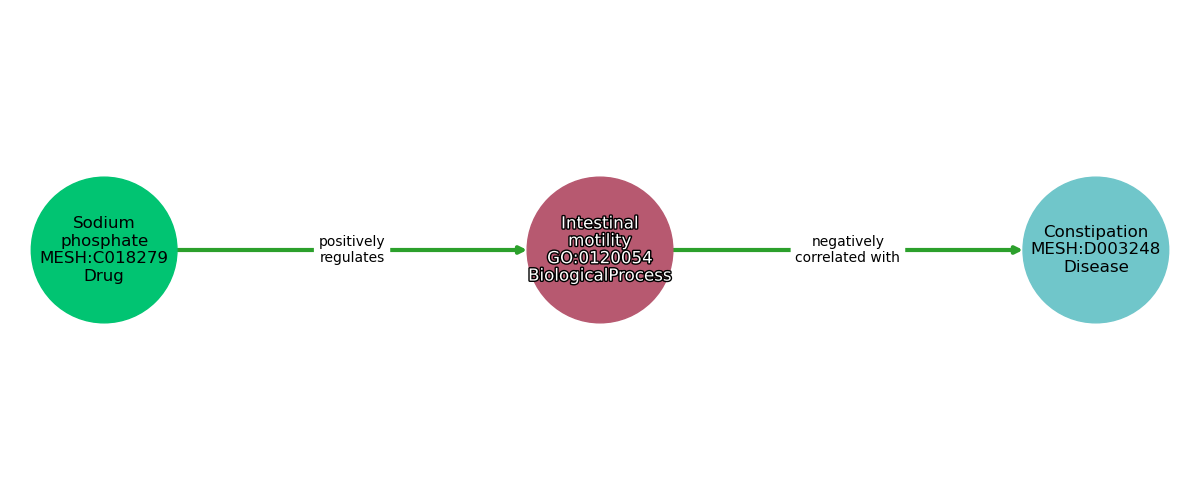 Sodium
phosphate
MESH:C018279
Drug
positively
regulates
Intestinal
motility
GO:0120054
BiologicalProcess
negatively
correlated with
Constipation
MESH:D003248
Disease